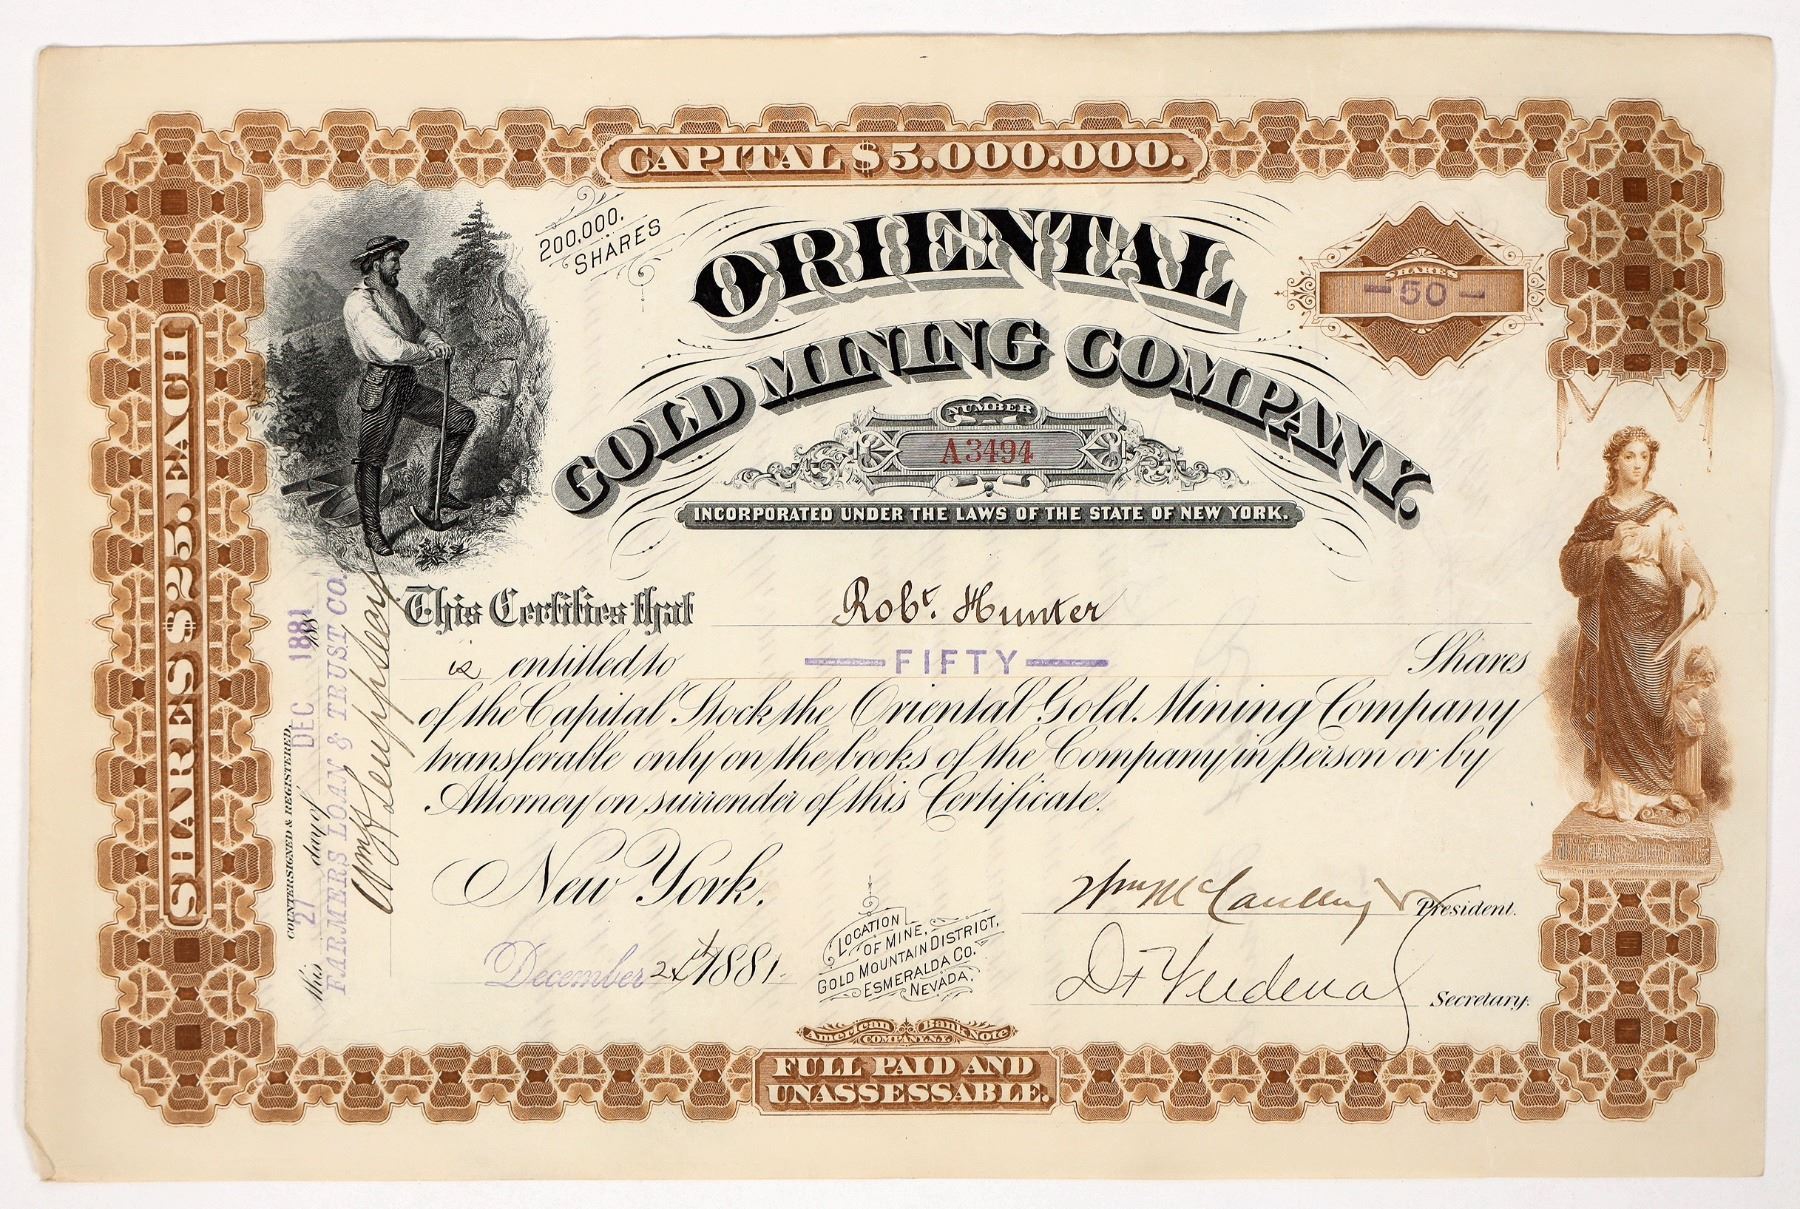 CAPITAL $5.000.000.
200,000.
SHARES
ORIENTAL
GOLD MINING COMPANY.
SHARES
-50-
NUMBER
A3494
INCORPORATED UNDER THE LAWS OF THE STATE OF NEW YORK.
SHARES $25. EACH
This Certifies that Robt. Hunter
is entitled to FIFTY Shares
of the Capital Stock the Oriental Gold Mining Company
transferable only on the books of the Company in person or by
Attorney on surrender of this Certificate.
COUNTERSIGNED & REGISTERED,
this 27 day of DEC 1881
FARMERS LOAN & TRUST CO.
New York,
December 1881.
LOCATION
OF MINE,
GOLD MOUNTAIN DISTRICT,
ESMERALDA CO.
NEVADA.
President.
Secretary.
American Bank Note
COMPANY N.Y.
FULL PAID AND
UNASSESSABLE.